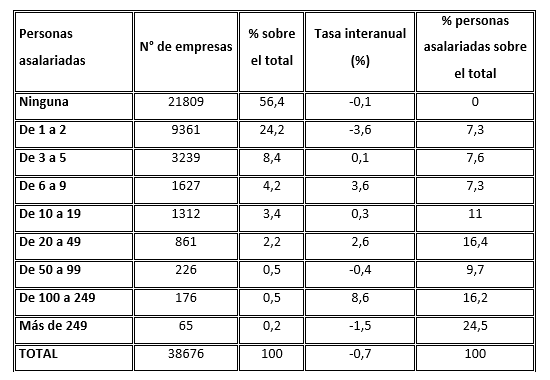 Personas asalariadas | N° de empresas | % sobre el total | Tasa interanual (%) | % personas asalariadas sobre el total
Ninguna | 21809 | 56,4 | -0,1 | 0
De 1 a 2 | 9361 | 24,2 | -3,6 | 7,3
De 3 a 5 | 3239 | 8,4 | 0,1 | 7,6
De 6 a 9 | 1627 | 4,2 | 3,6 | 7,3
De 10 a 19 | 1312 | 3,4 | 0,3 | 11
De 20 a 49 | 861 | 2,2 | 2,6 | 16,4
De 50 a 99 | 226 | 0,5 | -0,4 | 9,7
De 100 a 249 | 176 | 0,5 | 8,6 | 16,2
Más de 249 | 65 | 0,2 | -1,5 | 24,5
TOTAL | 38676 | 100 | -0,7 | 100